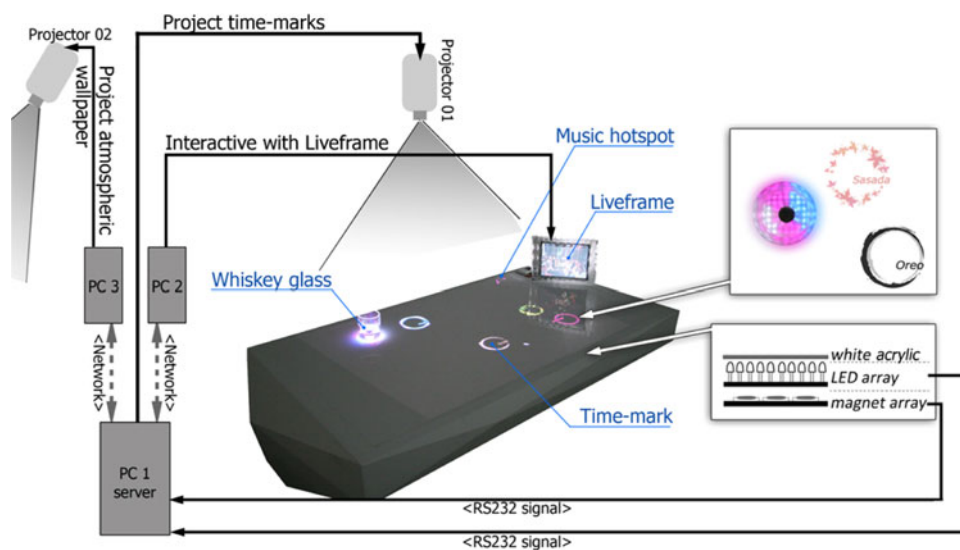 Project time-marks
Projector 02
Project atmospheric
wallpaper
Projector 01
Interactive with Liveframe
Music hotspot
Liveframe
Sasada
Oreo
Whiskey glass
PC 3
PC 2
<Network>
<Network>
white acrylic
LED array
magnet array
Time-mark
PC 1
server
<RS232 signal>
<RS232 signal>